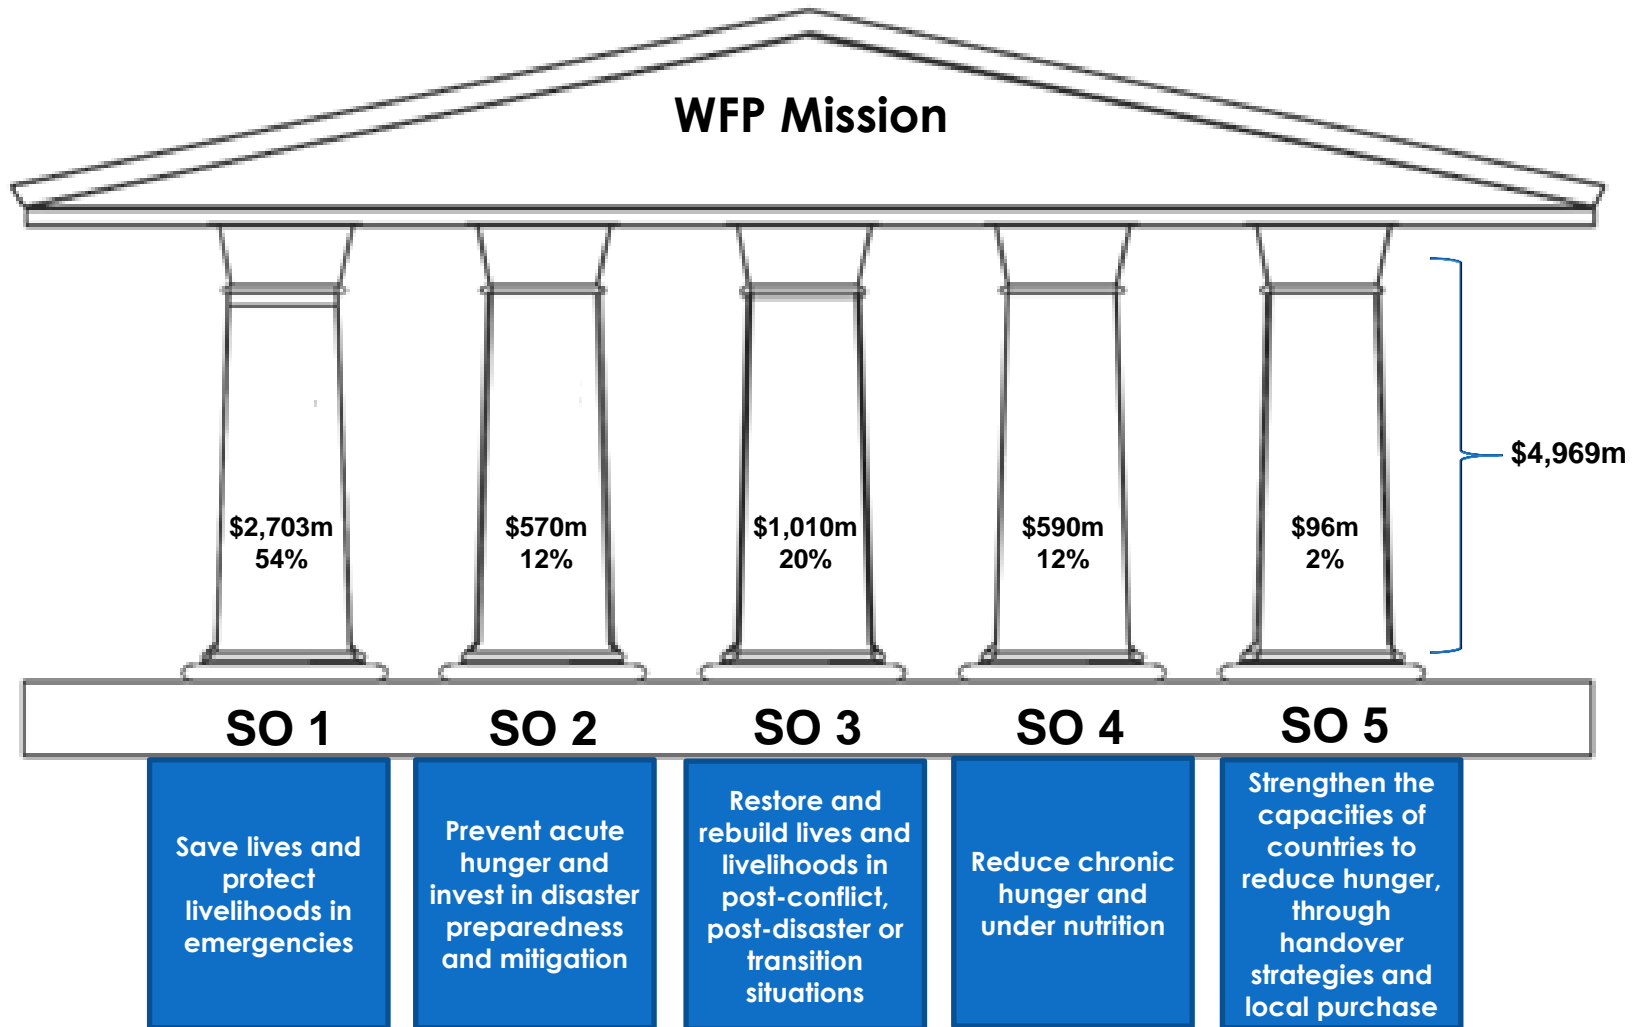 WFP Mission
$4,969m
$2,703m
54%
$570m
12%
$1,010m
20%
$590m
12%
$96m
2%
SO 1
SO 2
SO 3
SO 4
SO 5
Save lives and
protect
livelihoods in
emergencies
Prevent acute
hunger and
invest in disaster
preparedness
and mitigation
Restore and
rebuild lives and
livelihoods in
post-conflict,
post-disaster or
transition
situations
Reduce chronic
hunger and
under nutrition
Strengthen the
capacities of
countries to
reduce hunger,
through
handover
strategies and
local purchase